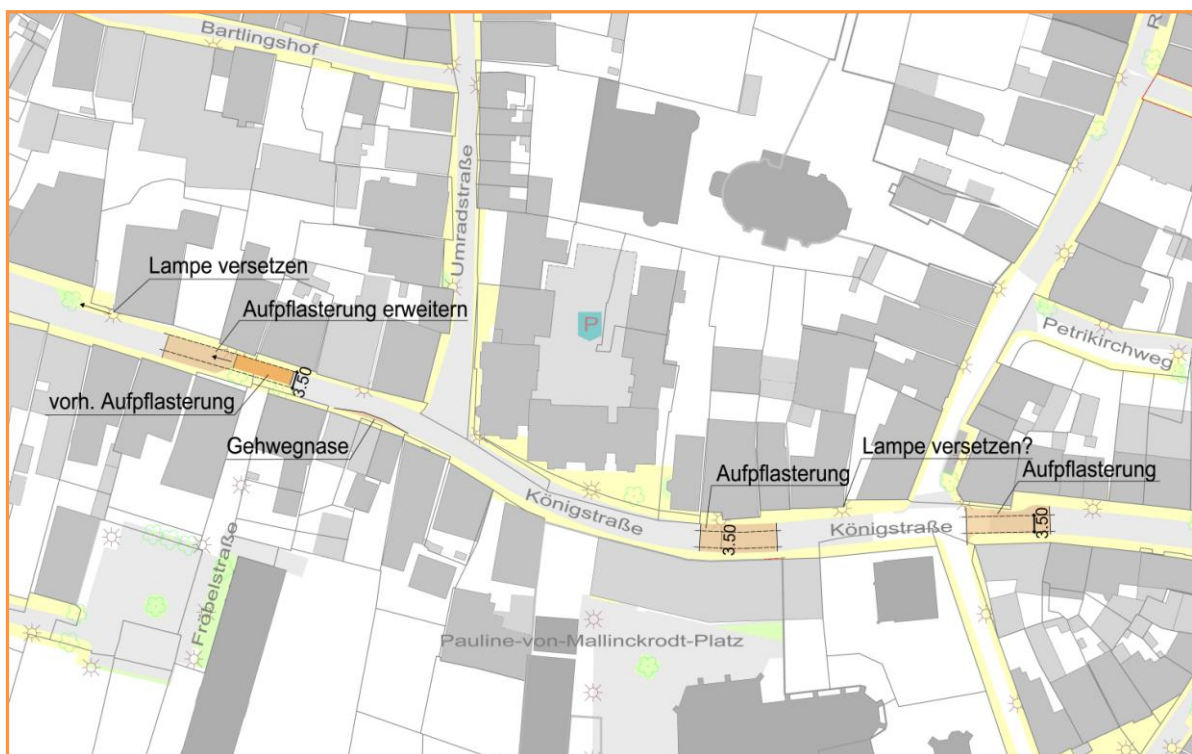 Bartlingshof
R
Umradstraße
Lampe versetzen
Aufpflasterung erweitern
P
Petrikirchweg
3.50
vorh. Aufpflasterung
Gehwegnase
Lampe versetzen?
Aufpflasterung
Aufpflasterung
Königstraße
Königstraße
3.50
3.50
Fröbelstraße
Pauline-von-Mallinckrodt-Platz